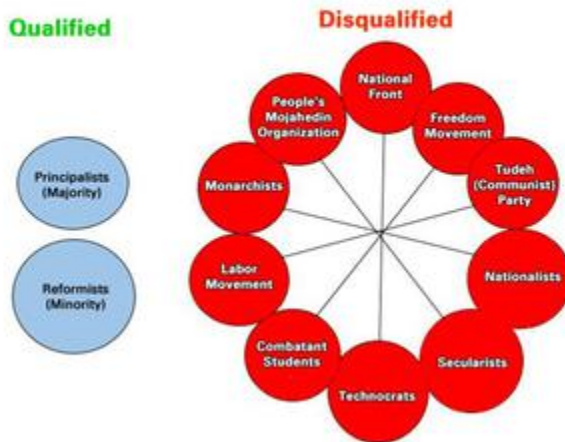 Qualified
Disqualified
Principalists
(Majority)
Reformists
(Minority)
National
Front
Freedom
Movement
Tudeh
(Communist)
Party
Nationalists
Secularists
Technocrats
Combatant
Students
Labor
Movement
Monarchists
People's
Mojahedin
Organization